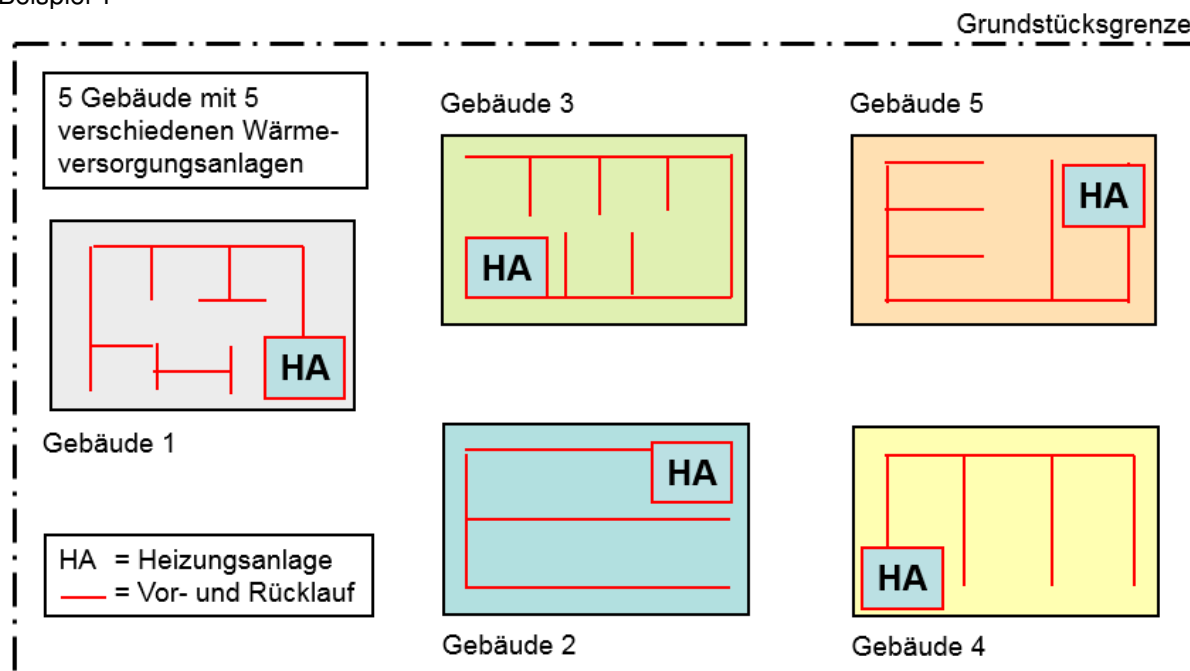 Grundstücksgrenze
5 Gebäude mit 5
verschiedenen Wärme-
versorgungsanlagen
Gebäude 3
Gebäude 5
HA
HA
HA
Gebäude 1
HA
HA
HA = Heizungsanlage
= Vor- und Rücklauf
Gebäude 2
Gebäude 4